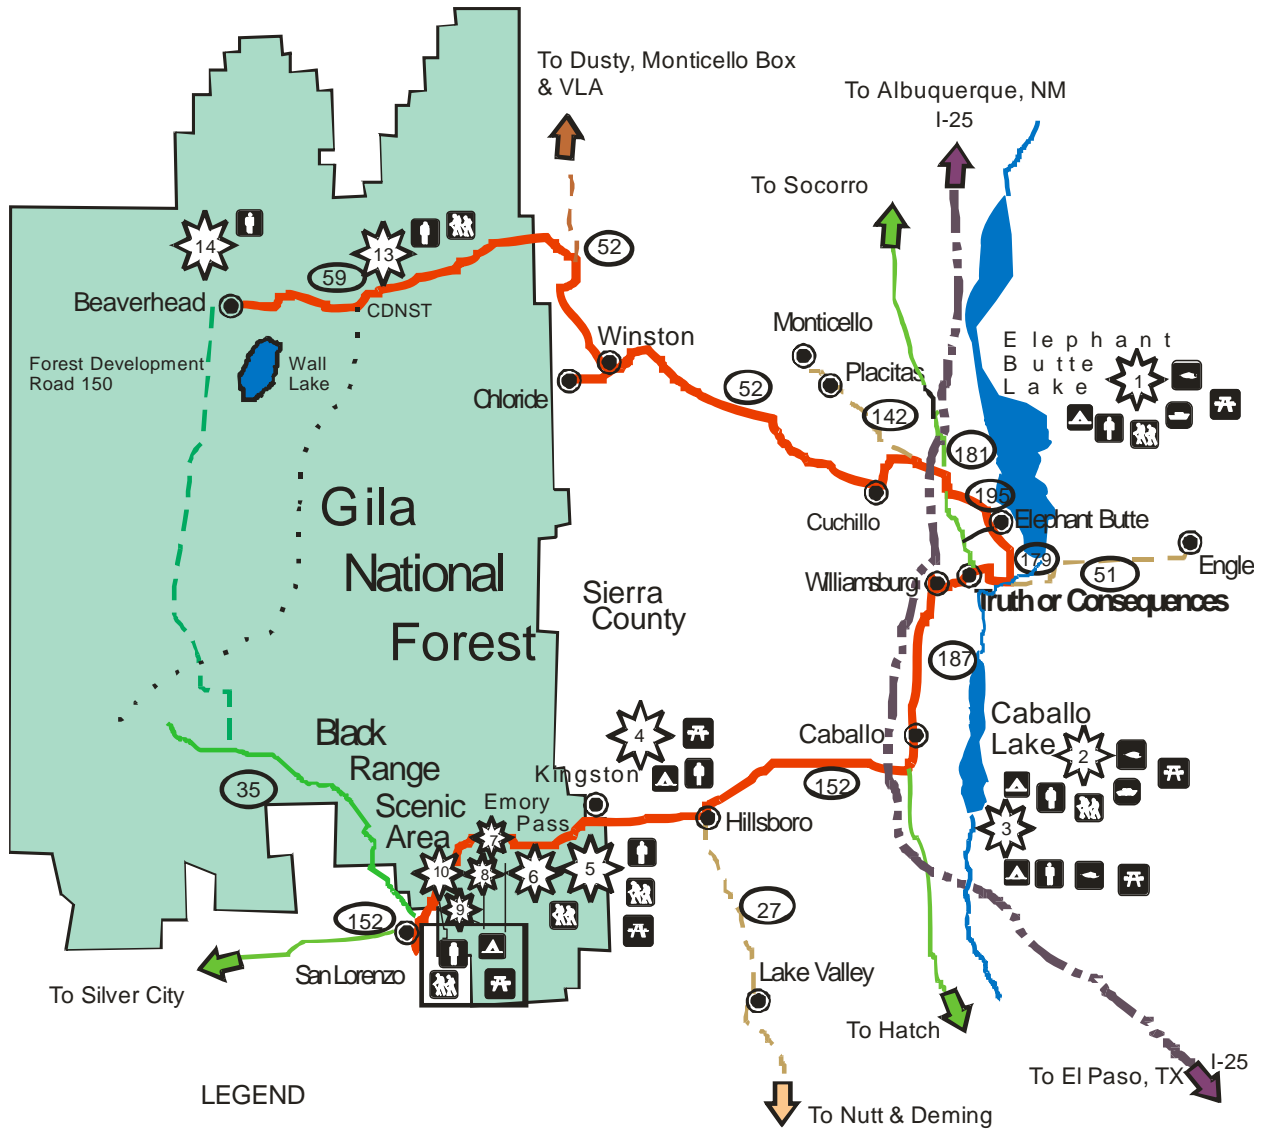 To Dusty, Monticello Box
& VLA
To Albuquerque, NM
I-25
To Socorro
14
13
52
59
Beaverhead
CDNST
Winston
Monticello
Elephant
Butte
Lake
1
Forest Development
Road 150
Wall
Lake
Chloride
52
Placitas
142
181
195
Gila
National
Forest
Cuchillo
Elephant Butte
179
51
Engle
Williamsburg
Truth or Consequences
Sierra
County
187
Black
Range
Scenic
Area
4
Caballo
Caballo
Lake
2
3
Kingston
35
152
Emory
Pass
Hillsboro
7
10
8
6
5
9
27
152
San Lorenzo
Lake Valley
To Silver City
To Hatch
I-25
To El Paso, TX
LEGEND
To Nutt & Deming